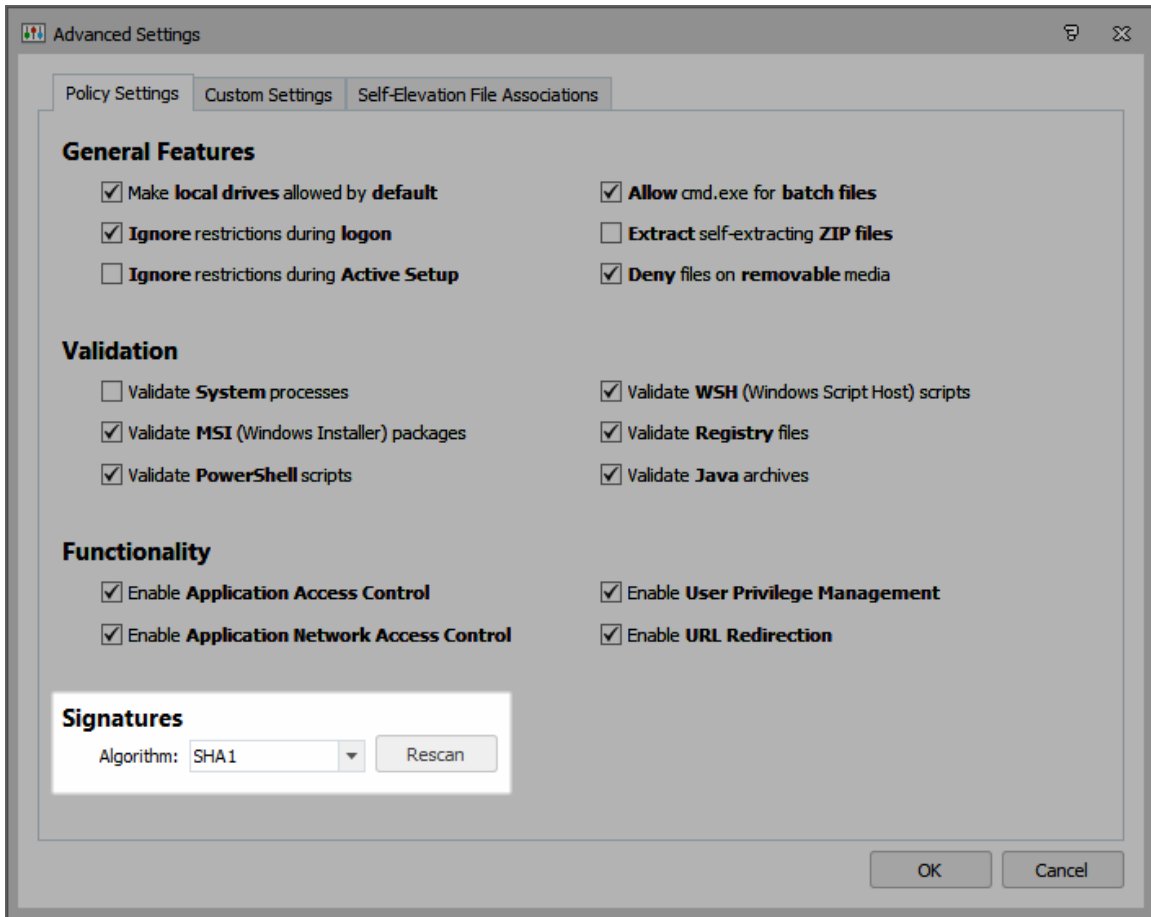 Advanced Settings
Policy Settings Custom Settings Self-Elevation File Associations
General Features
Make local drives allowed by default
Allow cmd.exe for batch files
Ignore restrictions during logon
Extract self-extracting ZIP files
Ignore restrictions during Active Setup
Deny files on removable media
Validation
Validate System processes
Validate WSH (Windows Script Host) scripts
Validate MSI (Windows Installer) packages
Validate Registry files
Validate PowerShell scripts
Validate Java archives
Functionality
Enable Application Access Control
Enable User Privilege Management
Enable Application Network Access Control
Enable URL Redirection
Signatures
Algorithm: SHA1 Rescan
OK Cancel